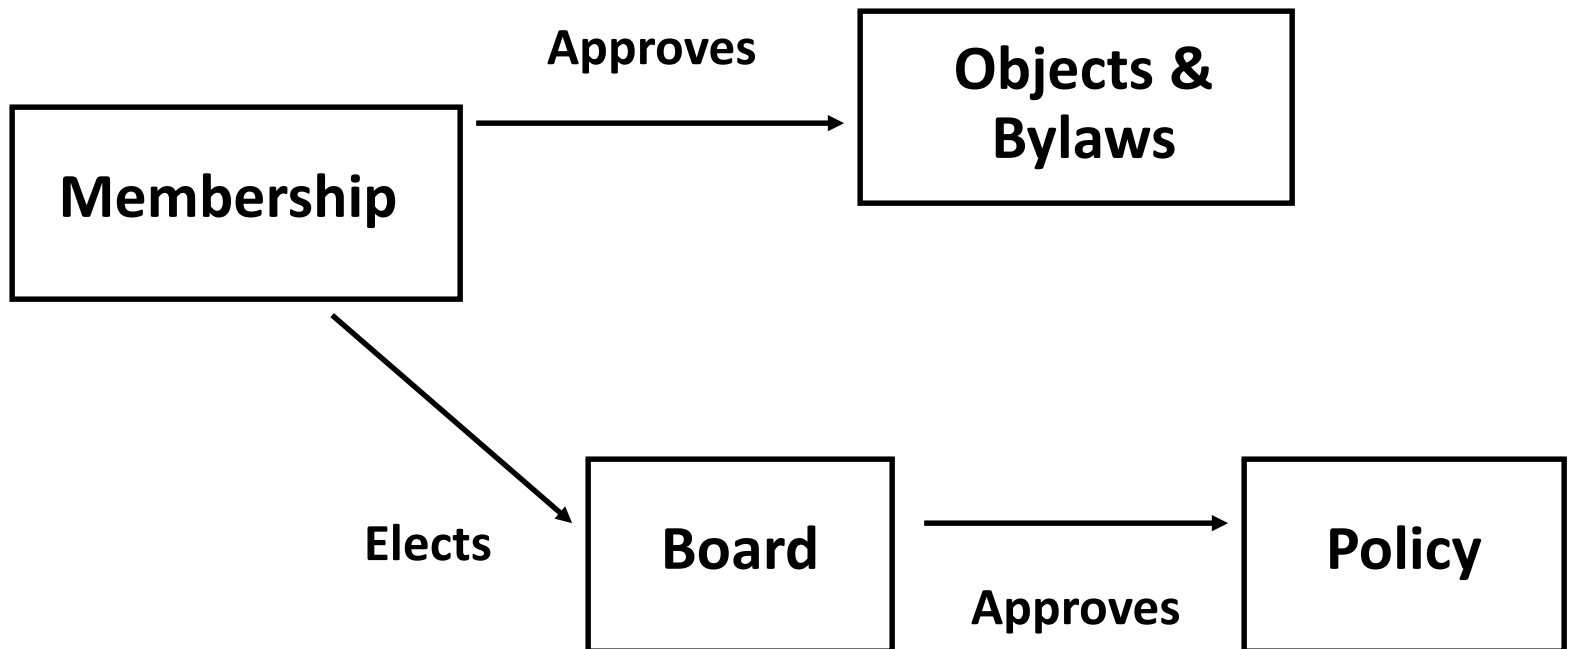 Approves
Objects &
Bylaws
Membership
Elects
Board
Approves
Policy